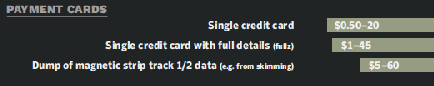 PAYMENT CARDS
Single credit card $0.50–20
Single credit card with full details (fullz) $1–45
Dump of magnetic strip track 1/2 data (e.g. from skimming) $5–60